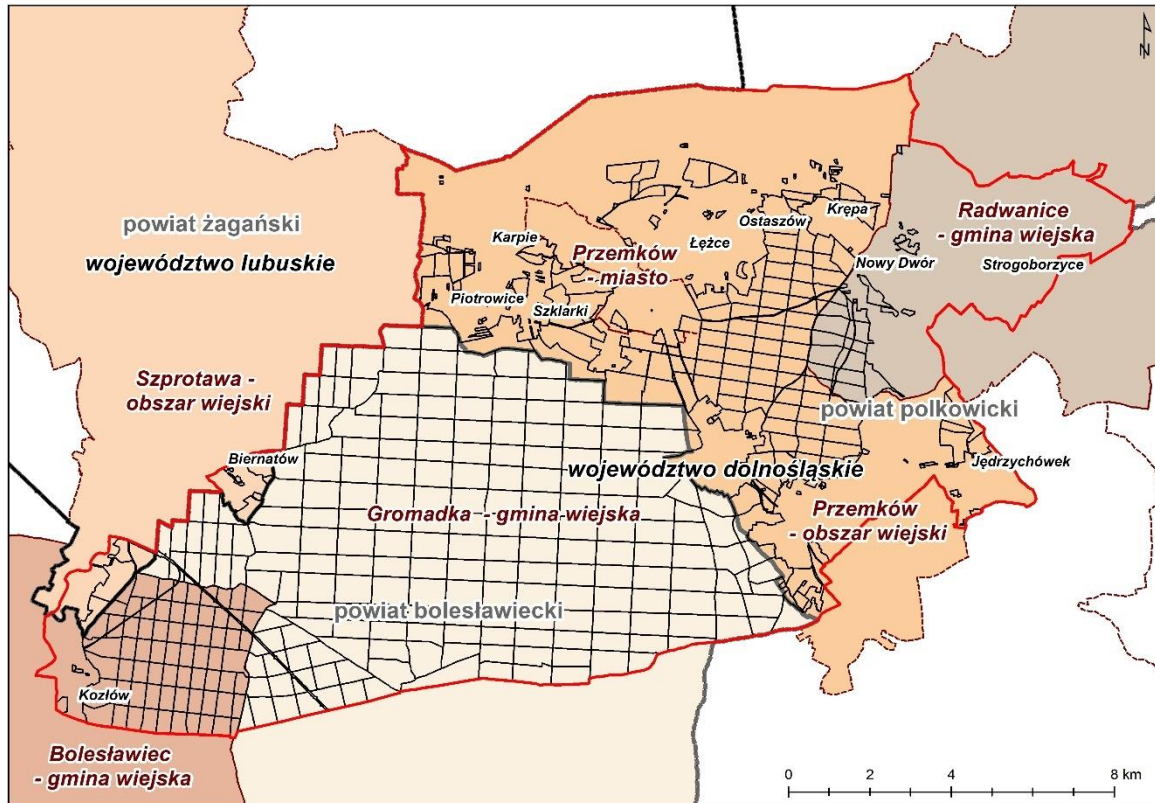 N
Krępa
Ostaszów
Radwanice
- gmina wiejska
powiat żagański
Karpie
Łężce
Przemków
- miasto
województwo lubuskie
Nowy Dwór
Strogoborzyce
Piotrowice
Szklarki
Szprotawa -
obszar wiejski
powiat polkowicki
Biernatów
województwo dolnośląskie
Jędrzychówek
Gromadka - gmina wiejska
Przemków
- obszar wiejski
powiat bolesławiecki
Kozłów
Bolesławiec
- gmina wiejska
0 2 4 8 km